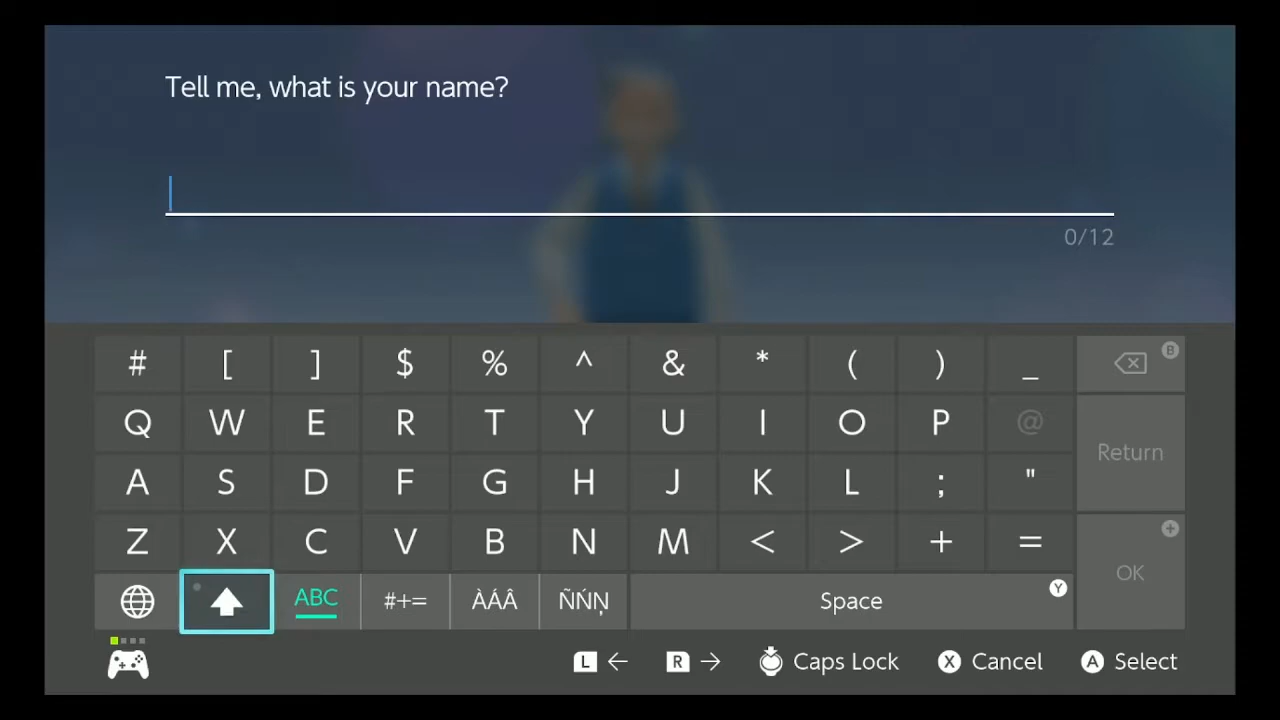 Tell me, what is your name?
0/12
# [ ] $ % ^ & * ( ) _ B
Q W E R T Y U I O P @
Return
A S D F G H J K L ; "
Z X C V B N M < > + = +
OK
ABC #+= ÀÁÂ ÑŃŅ Space Y
L ← R → Caps Lock X Cancel A Select